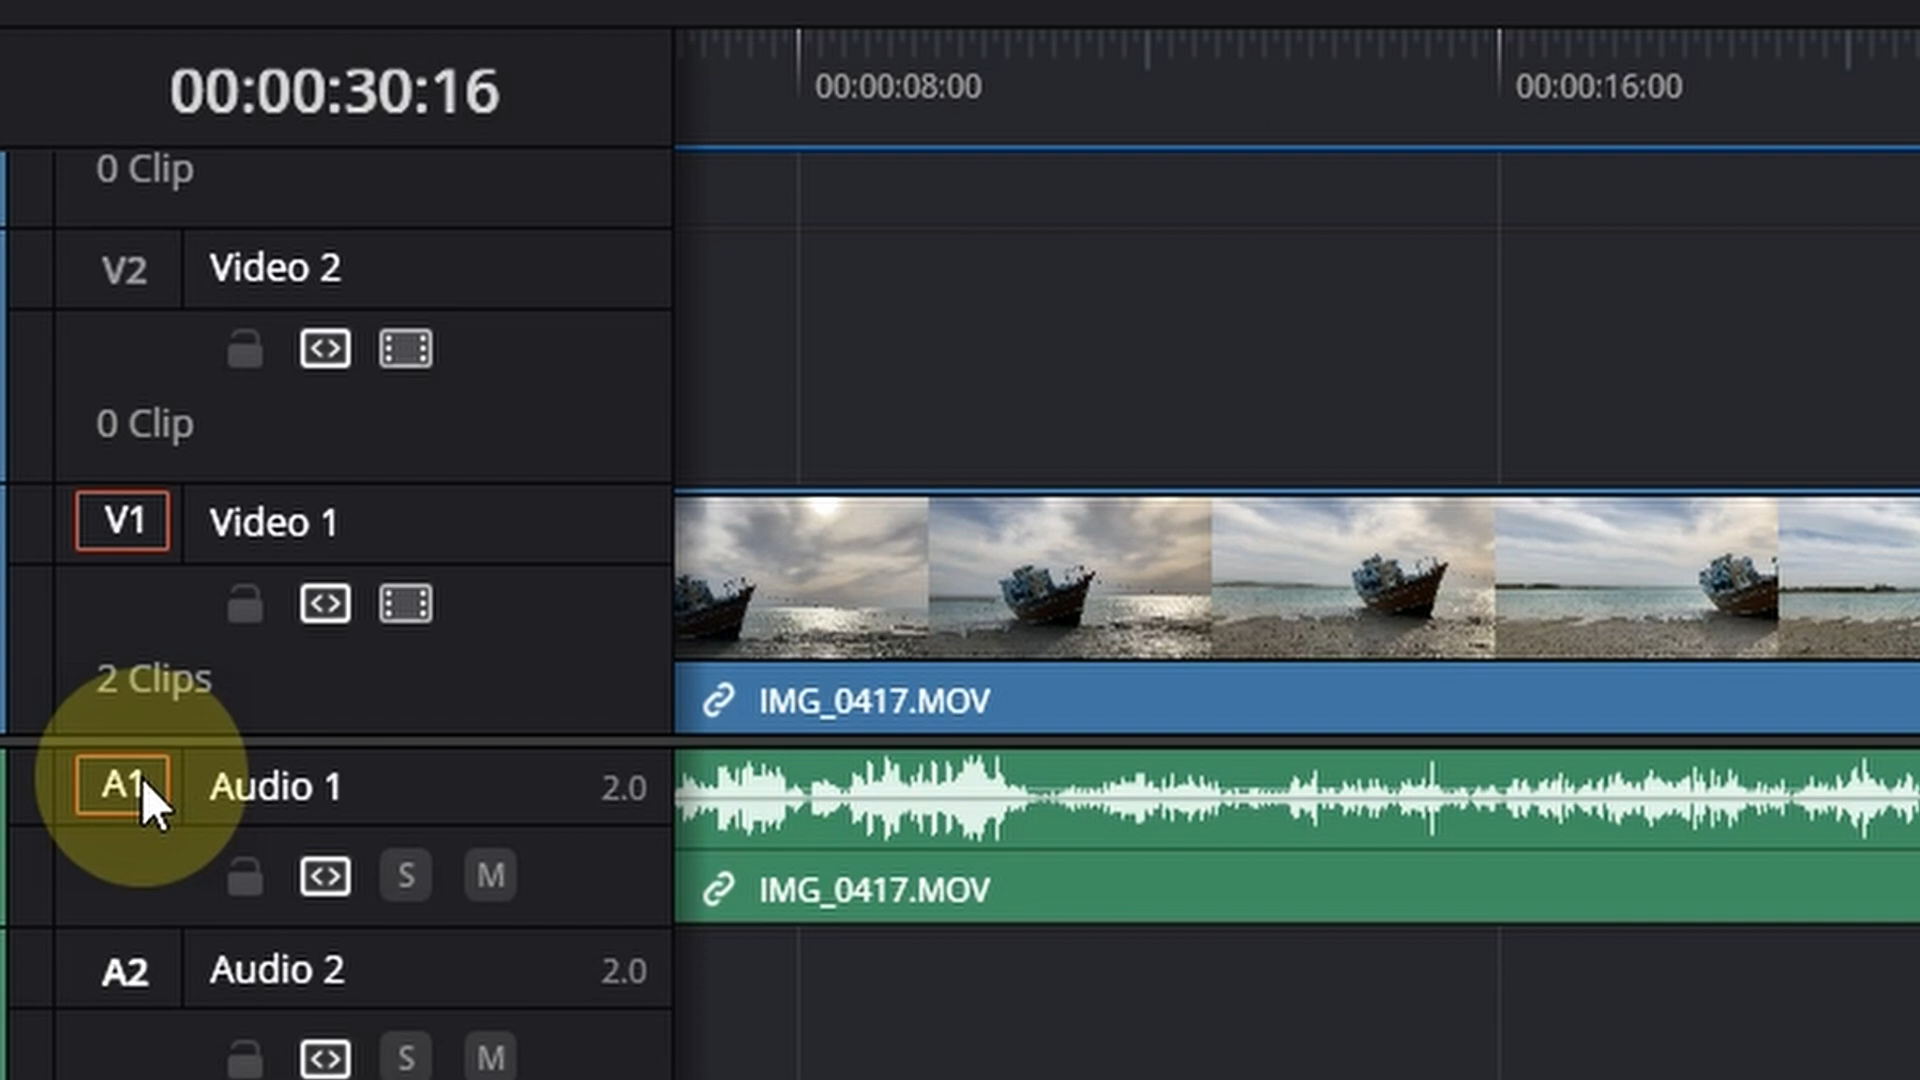 00:00:30:16
00:00:08:00
00:00:16:00
0 Clip
V2 Video 2
0 Clip
V1 Video 1
2 Clips
IMG_0417.MOV
A1 Audio 1 2.0
S M
IMG_0417.MOV
A2 Audio 2 2.0
S M